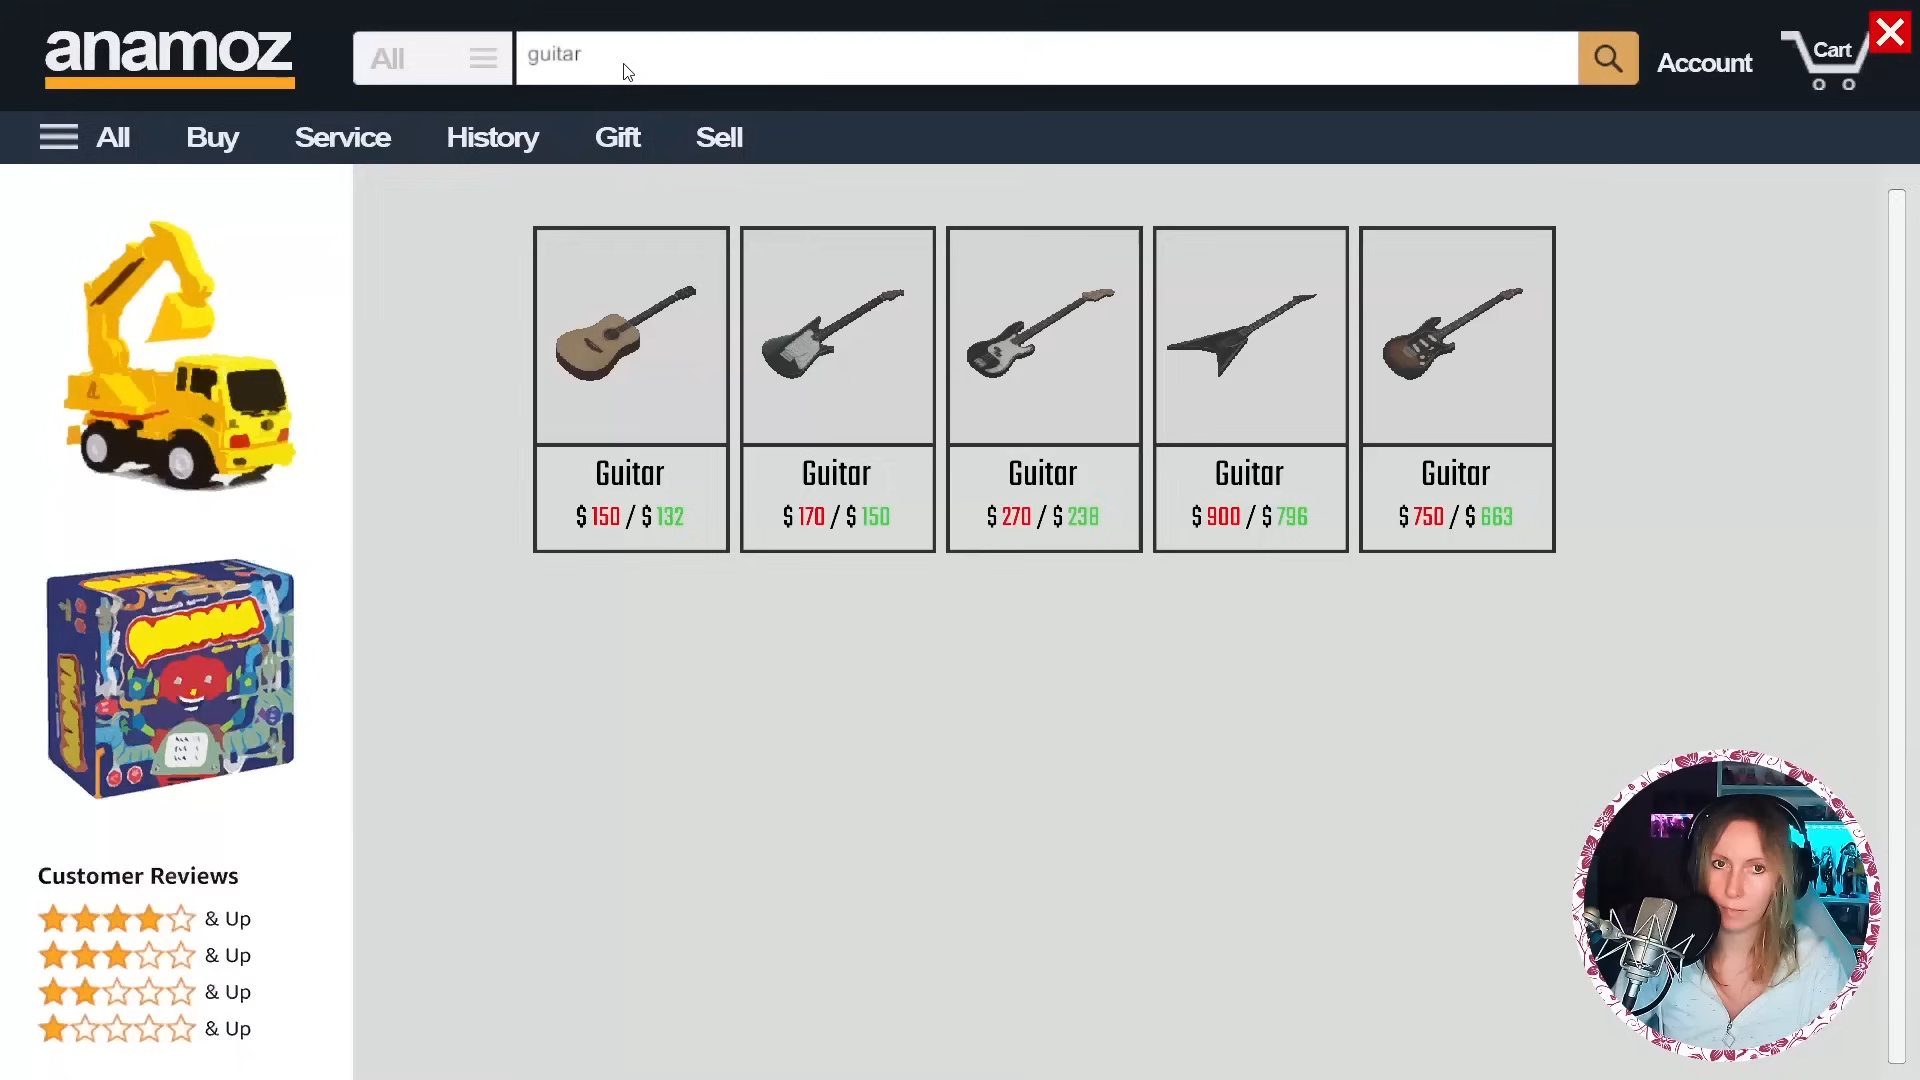 anamoz
All
guitar
Account
Cart
All Buy Service History Gift Sell
Guitar
$ 150 / $ 132
Guitar
$ 170 / $ 150
Guitar
$ 270 / $ 238
Guitar
$ 900 / $ 796
Guitar
$ 750 / $ 663
Customer Reviews
& Up
& Up
& Up
& Up